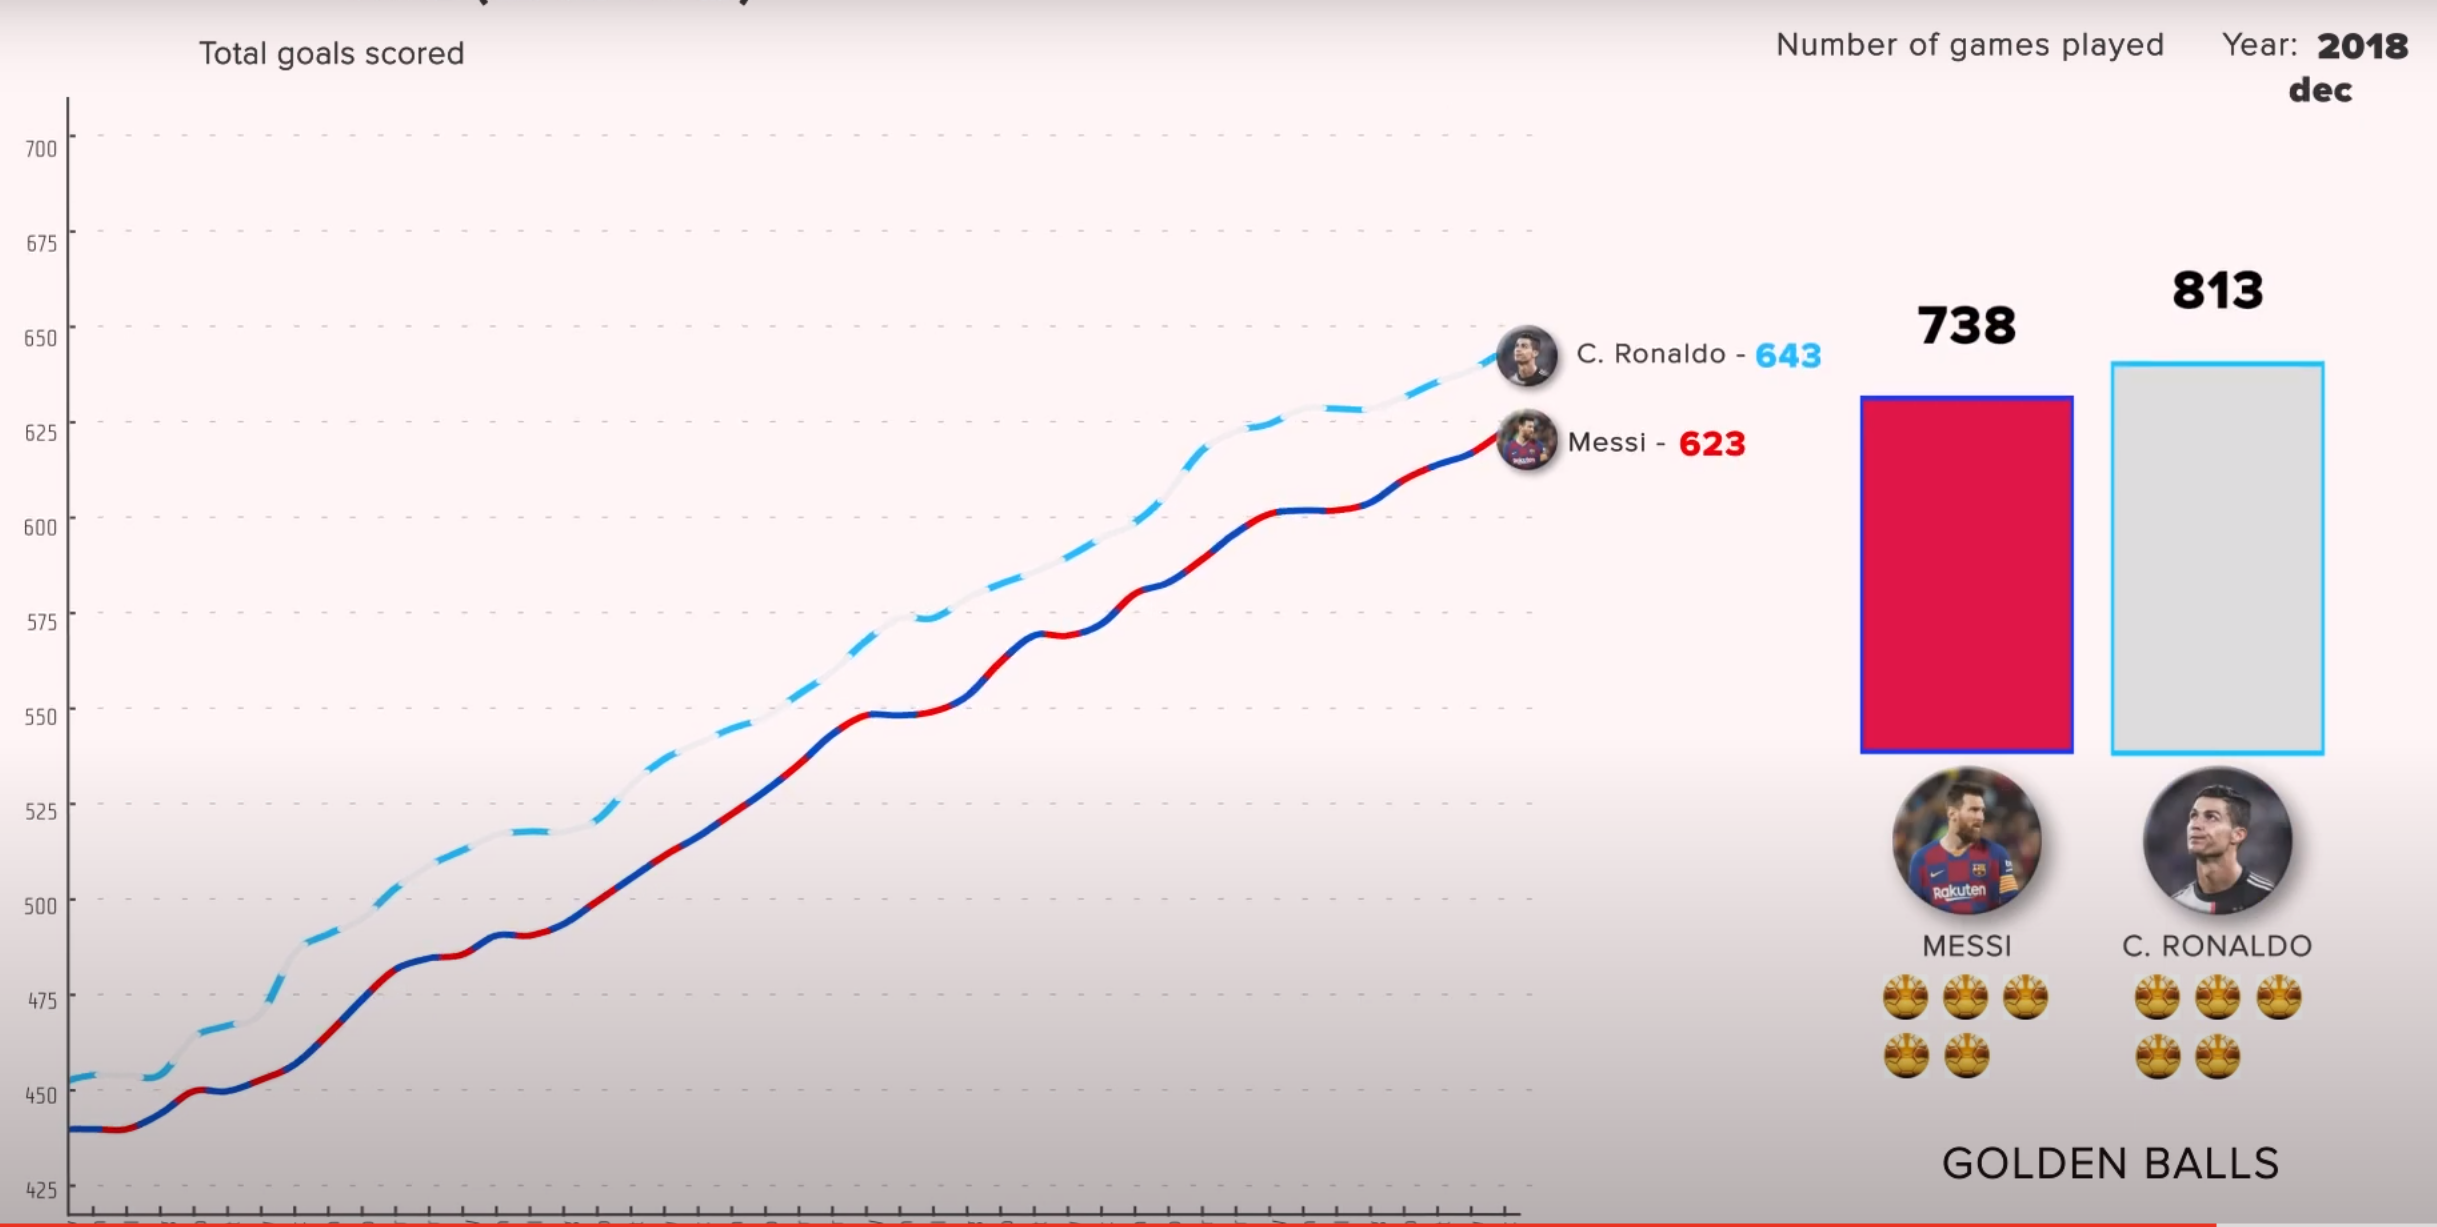 Total goals scored
Number of games played
Year: 2018
dec
700
675
650
625
600
575
550
525
500
475
450
425
C. Ronaldo - 643
Messi - 623
738
813
Rakuten
MESSI
C. RONALDO
GOLDEN BALLS